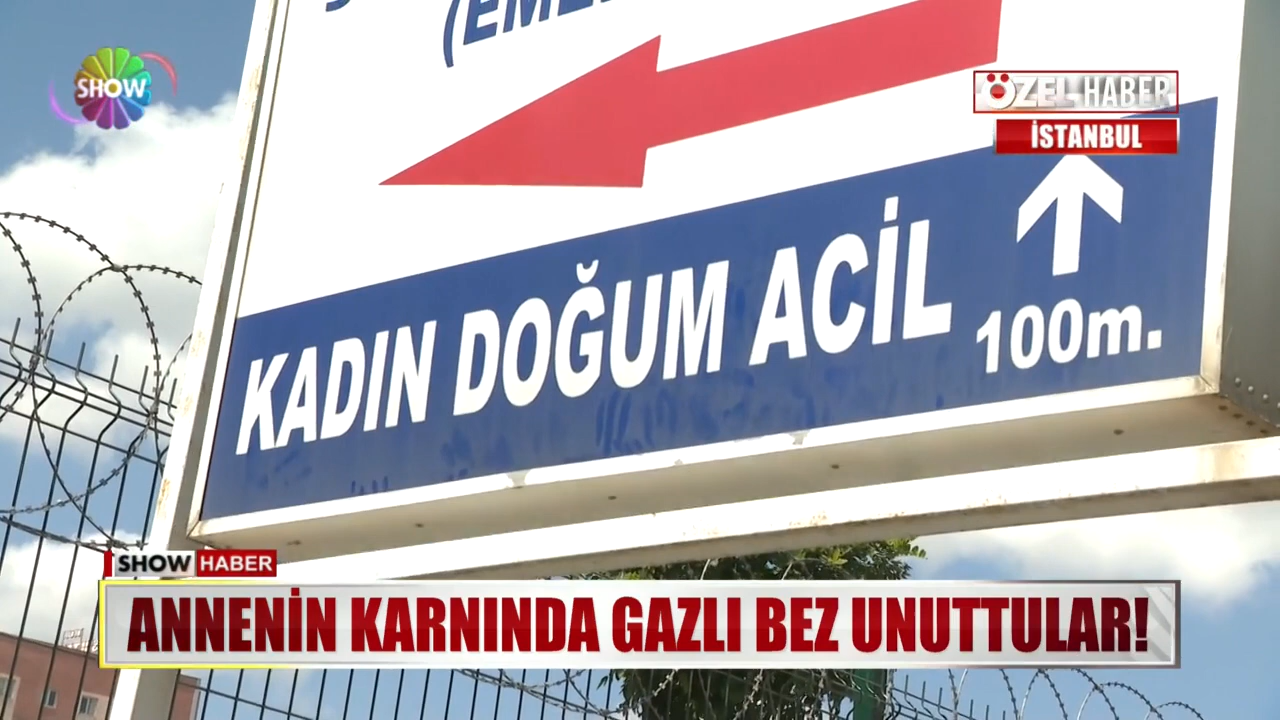 SHOW
ÖZEL HABER
İSTANBUL
KADIN DOĞUM ACİL
100m.
SHOW HABER
ANNENİN KARNINDA GAZLI BEZ UNUTTULAR!